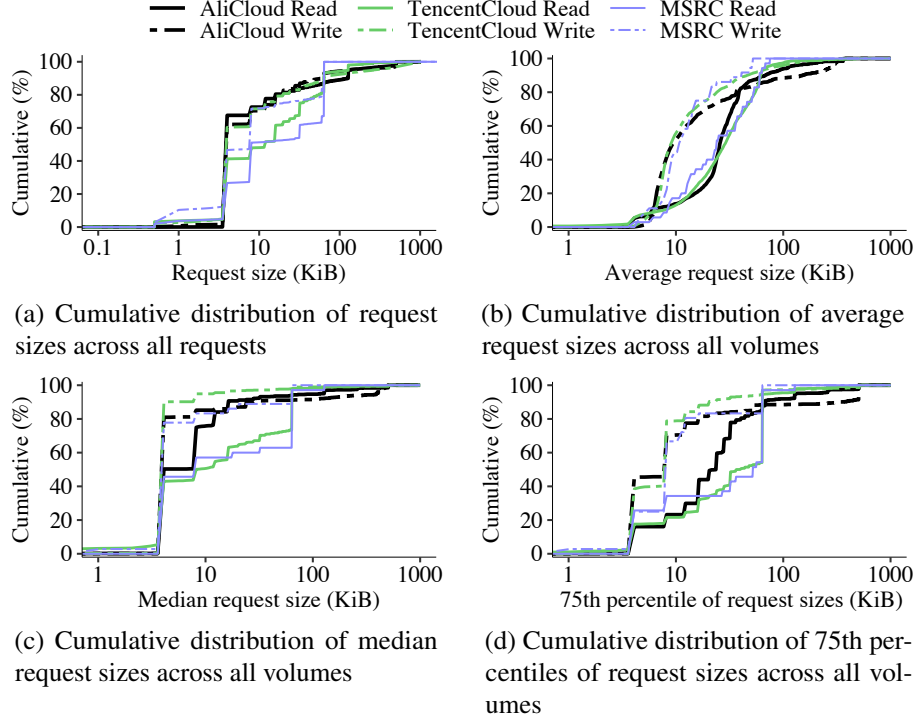 AliCloud Read TencentCloud Read MSRC Read
AliCloud Write TencentCloud Write MSRC Write
Cumulative (%)
100
80
60
40
20
0
0.1 1 10 100 1000
Request size (KiB)
(a) Cumulative distribution of request
sizes across all requests
Cumulative (%)
100
80
60
40
20
0
1 10 100 1000
Average request size (KiB)
(b) Cumulative distribution of average
request sizes across all volumes
Cumulative (%)
100
80
60
40
20
0
1 10 100 1000
Median request size (KiB)
(c) Cumulative distribution of median
request sizes across all volumes
Cumulative (%)
100
80
60
40
20
0
1 10 100 1000
75th percentile of request sizes (KiB)
(d) Cumulative distribution of 75th per-
centiles of request sizes across all vol-
umes